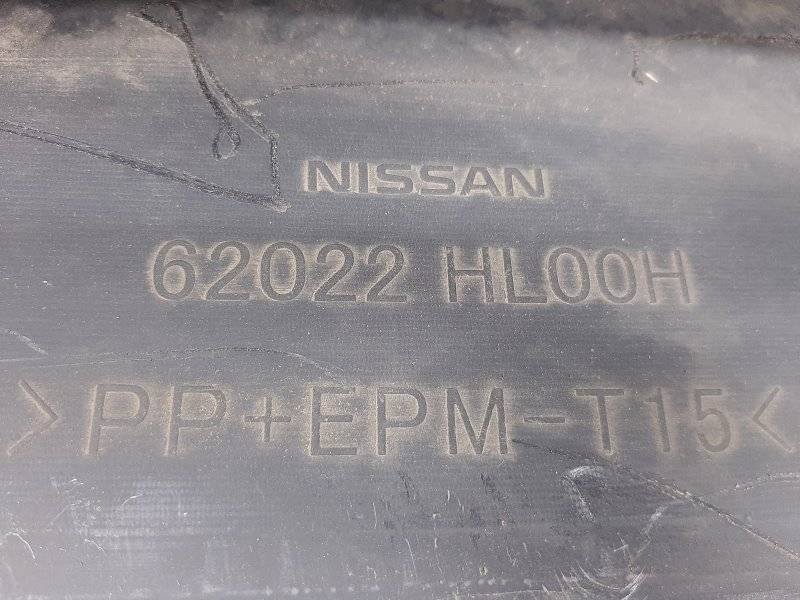 NISSAN
62022 HL00H
>PP+EPM-T15<